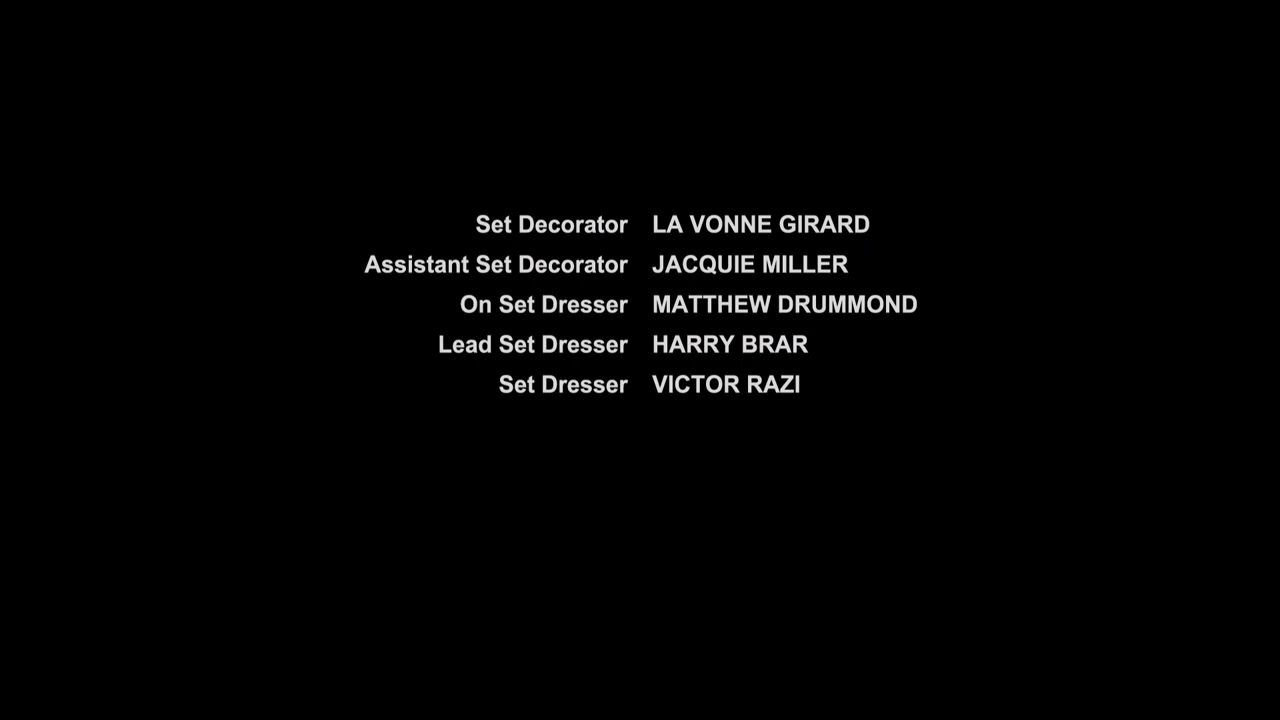 Set Decorator LA VONNE GIRARD
Assistant Set Decorator JACQUIE MILLER
On Set Dresser MATTHEW DRUMMOND
Lead Set Dresser HARRY BRAR
Set Dresser VICTOR RAZI